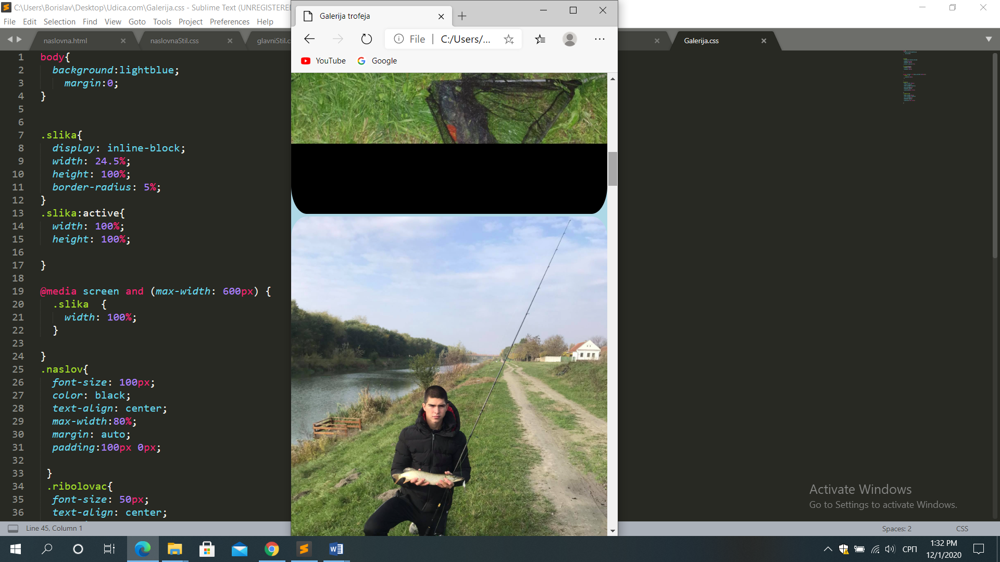 C:\Users\Borislav\Desktop\Udica.com\Galerija.css - Sublime Text (UNREGISTERED
File Edit Selection Find View Goto Tools Project Preferences Help
naslovna.html
naslovnaStil.css
glavniStil.c
Galerija.css
1 body{
2 background:lightblue;
3 margin:0;
4 }
5
6
7 .slika{
8 display: inline-block;
9 width: 24.5%;
10 height: 100%;
11 border-radius: 5%;
12 }
13 .slika:active{
14 width: 100%;
15 height: 100%;
16
17 }
18
19 @media screen and (max-width: 600px) {
20 .slika {
21 width: 100%;
22 }
23
24 }
25 .naslov{
26 font-size: 100px;
27 color: black;
28 text-align: center;
29 max-width:80%;
30 margin: auto;
31 padding:100px 0px;
32
33 }
34 .ribolovac{
35 font-size: 50px;
36 text-align: center;
Line 45, Column 1
Spaces: 2
CSS
Galerija trofeja
File | C:/Users/...
YouTube
Google
Activate Windows
Go to Settings to activate Windows.
СРП
1:32 PM
12/1/2020